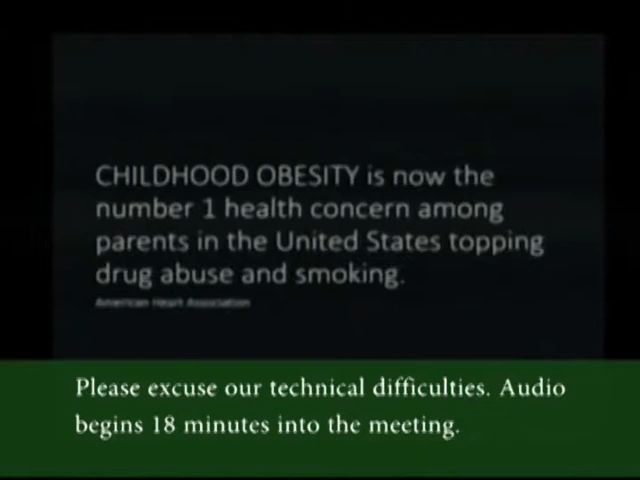 CHILDHOOD OBESITY is now the
number 1 health concern among
parents in the United States topping
drug abuse and smoking.
American Heart Association
Please excuse our technical difficulties. Audio
begins 18 minutes into the meeting.